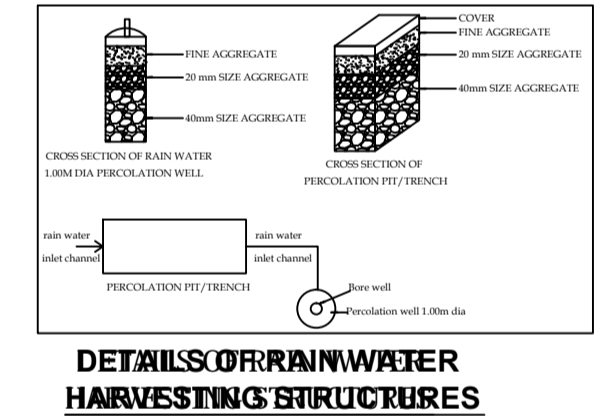 COVER
FINE AGGREGATE
FINE AGGREGATE
20 mm SIZE AGGREGATE
20 mm SIZE AGGREGATE
40mm SIZE AGGREGATE
40mm SIZE AGGREGATE
CROSS SECTION OF RAIN WATER
1.00M DIA PERCOLATION WELL
CROSS SECTION OF
PERCOLATION PIT/TRENCH
rain water
inlet channel
rain water
inlet channel
PERCOLATION PIT/TRENCH
Bore well
Percolation well 1.00m dia
DETAILS OF RAIN WATER
HARVESTING STRUCTURES